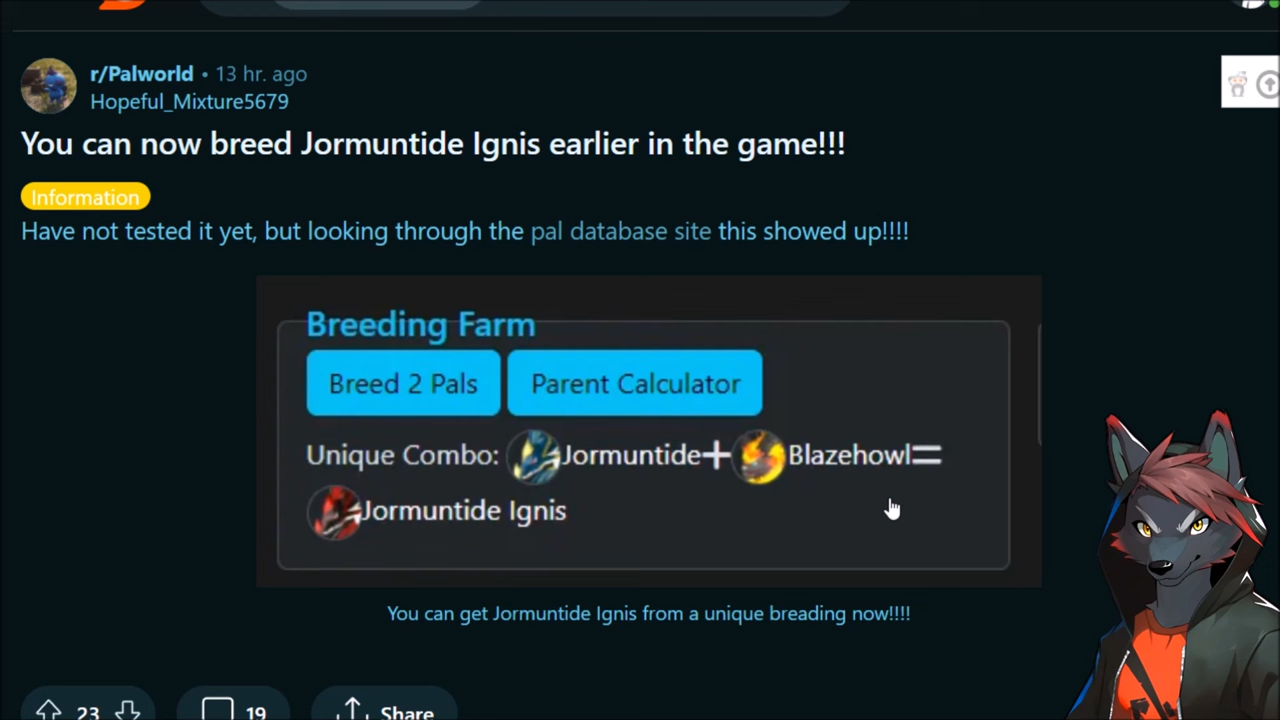 r/Palworld • 13 hr. ago
Hopeful_Mixture5679
You can now breed Jormuntide Ignis earlier in the game!!!
Information
Have not tested it yet, but looking through the pal database site this showed up!!!!
Breeding Farm
Breed 2 Pals Parent Calculator
Unique Combo: Jormuntide+Blazehowl=
Jormuntide Ignis
You can get Jormuntide Ignis from a unique breading now!!!!
23 19 Share